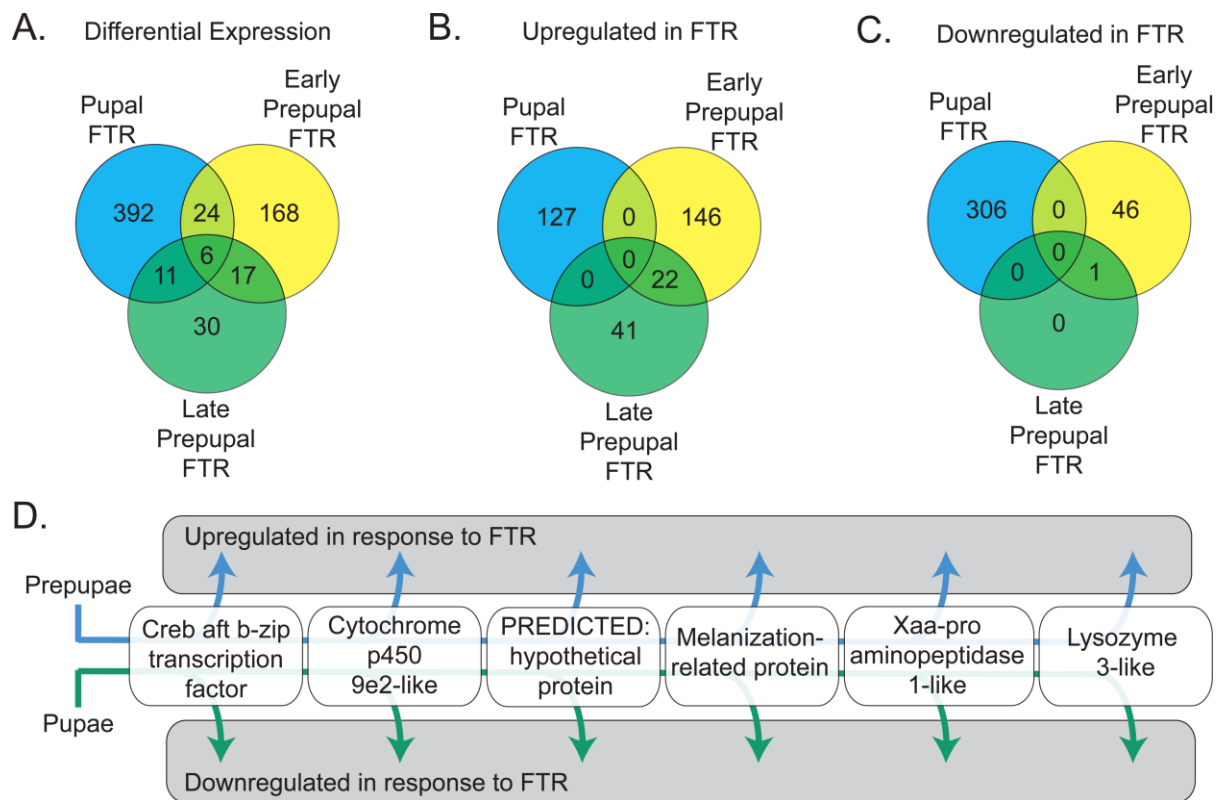 A.
Differential Expression
Pupal
FTR
Early
Prepupal
FTR
392
24
168
6
11
17
30
Late
Prepupal
FTR
B.
Upregulated in FTR
Pupal
FTR
Early
Prepupal
FTR
127
0
146
0
0
22
41
Late
Prepupal
FTR
C.
Downregulated in FTR
Pupal
FTR
Early
Prepupal
FTR
306
0
46
0
0
1
0
Late
Prepupal
FTR
D.
Upregulated in response to FTR
Prepupae
Pupae
Creb aft b-zip
transcription
factor
Cytochrome
p450
9e2-like
PREDICTED:
hypothetical
protein
Melanization-
related protein
Xaa-pro
aminopeptidase
1-like
Lysozyme
3-like
Downregulated in response to FTR